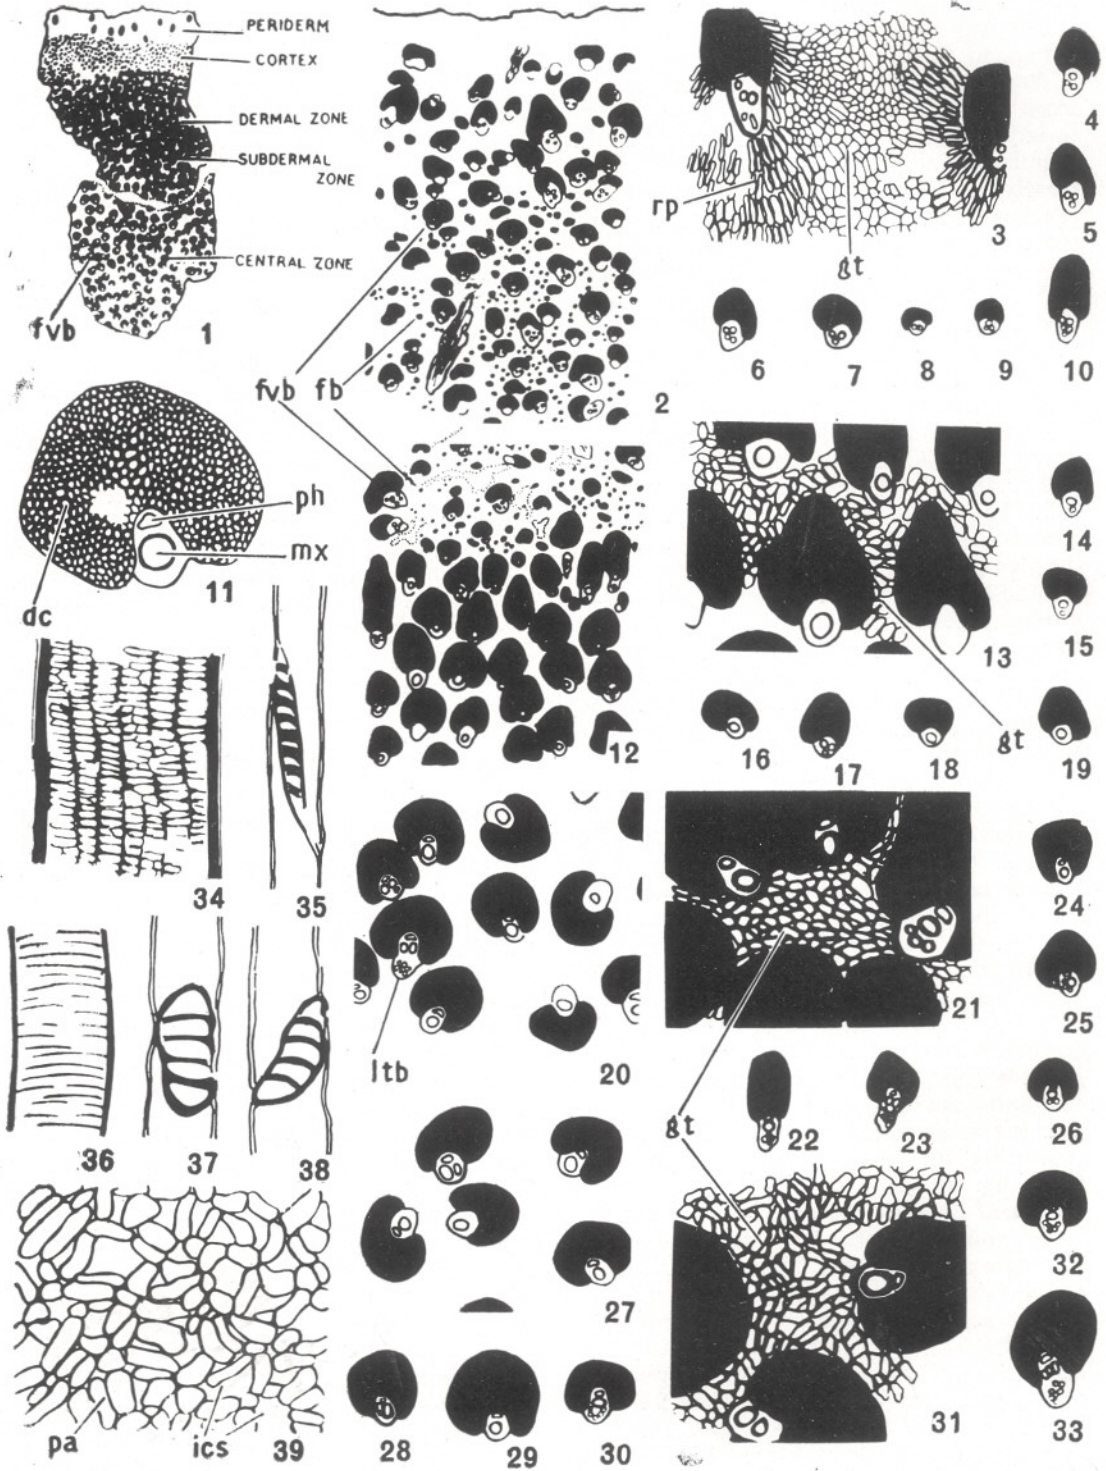 PERIDERM
CORTEX
DERMAL ZONE
SUBDERMAL
ZONE
CENTRAL ZONE
fvb
1
fvb fb
2
rp
gt
3
4
5
6
7
8
9
10
ph
mx
dc
11
12
13
gt
14
15
16
17
18
19
34
35
ltb
20
21
gt
22
23
24
25
26
36
37
38
27
28
29
30
31
32
33
pa
ics
39